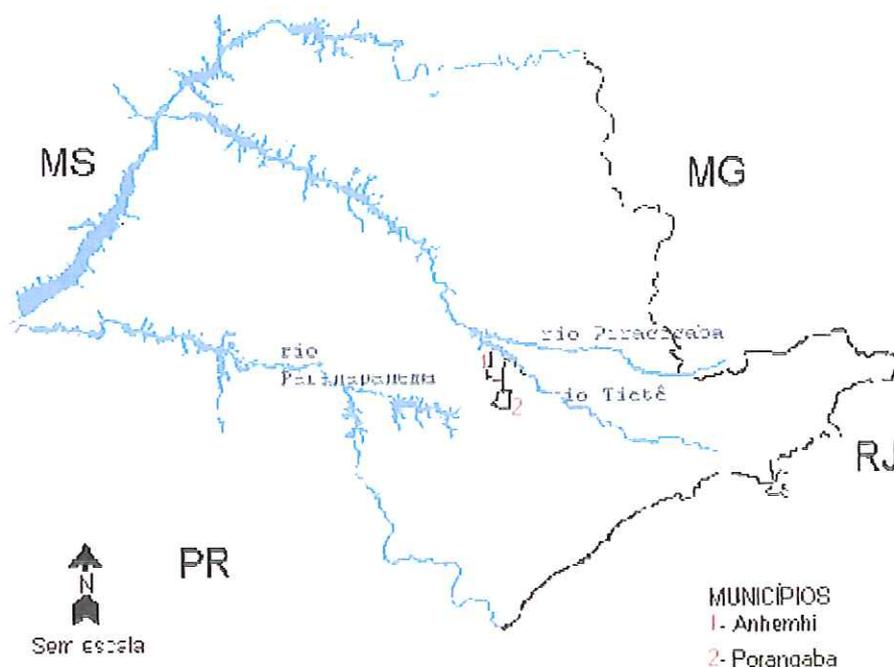 MS
MG
rio Piracicaba
rio
Paranapanema
1
2
rio Tietê
RJ
PR
N
Sem escala
MUNICÍPIOS
1- Anhembi
2- Porangaba